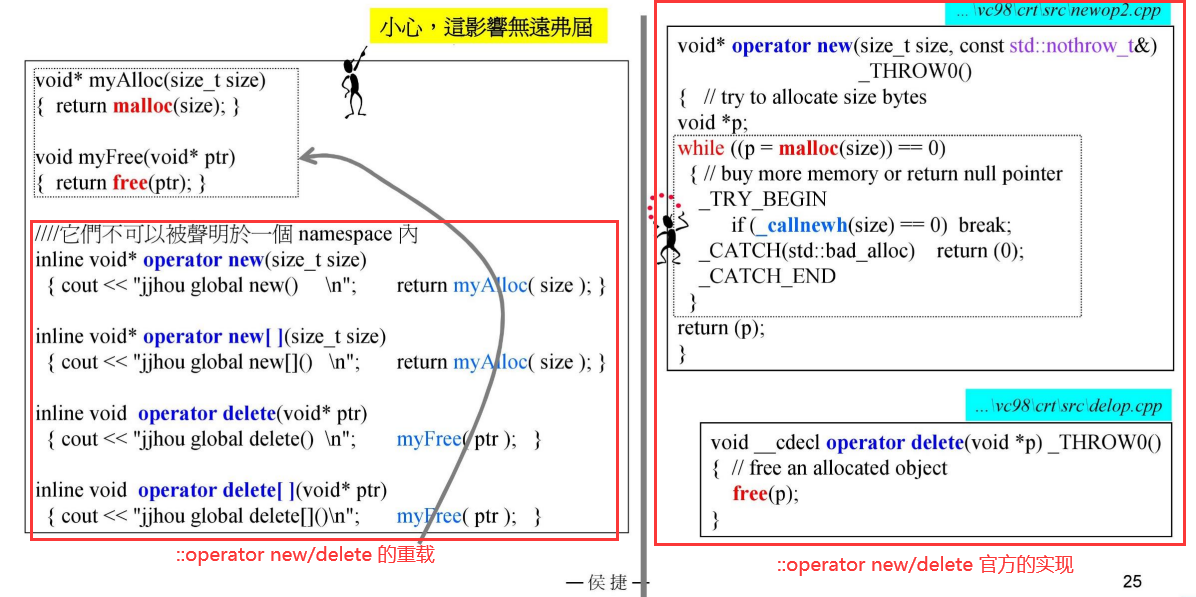 小心，這影響無遠弗屆
void* myAlloc(size_t size)
{ return malloc(size); }
void myFree(void* ptr)
{ return free(ptr); }
////它們不可以被聲明於一個 namespace 內
inline void* operator new(size_t size)
{ cout << "jjhou global new() \n"; return myAlloc( size ); }
inline void* operator new[ ](size_t size)
{ cout << "jjhou global new[]() \n"; return myAlloc( size ); }
inline void operator delete(void* ptr)
{ cout << "jjhou global delete() \n"; myFree( ptr ); }
inline void operator delete[ ](void* ptr)
{ cout << "jjhou global delete[]()\n"; myFree( ptr ); }
::operator new/delete 的重载
...\vc98\crt\src\newop2.cpp
void* operator new(size_t size, const std::nothrow_t&)
_THROW0()
{ // try to allocate size bytes
void *p;
while ((p = malloc(size)) == 0)
{ // buy more memory or return null pointer
_TRY_BEGIN
if (_callnewh(size) == 0) break;
_CATCH(std::bad_alloc) return (0);
_CATCH_END
}
return (p);
}
...\vc98\crt\src\delop.cpp
void __cdecl operator delete(void *p) _THROW0()
{ // free an allocated object
free(p);
}
::operator new/delete 官方的实现
— 侯 捷 —
25